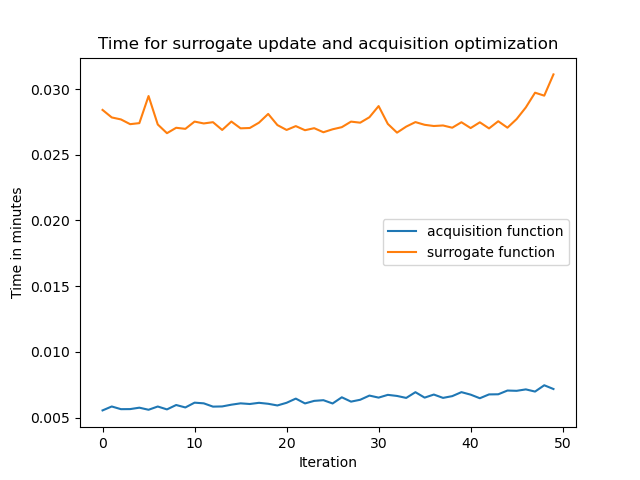 Time for surrogate update and acquisition optimization
0.030
0.025
0.020
0.015
0.010
0.005
Time in minutes
acquisition function
surrogate function
0 10 20 30 40 50
Iteration